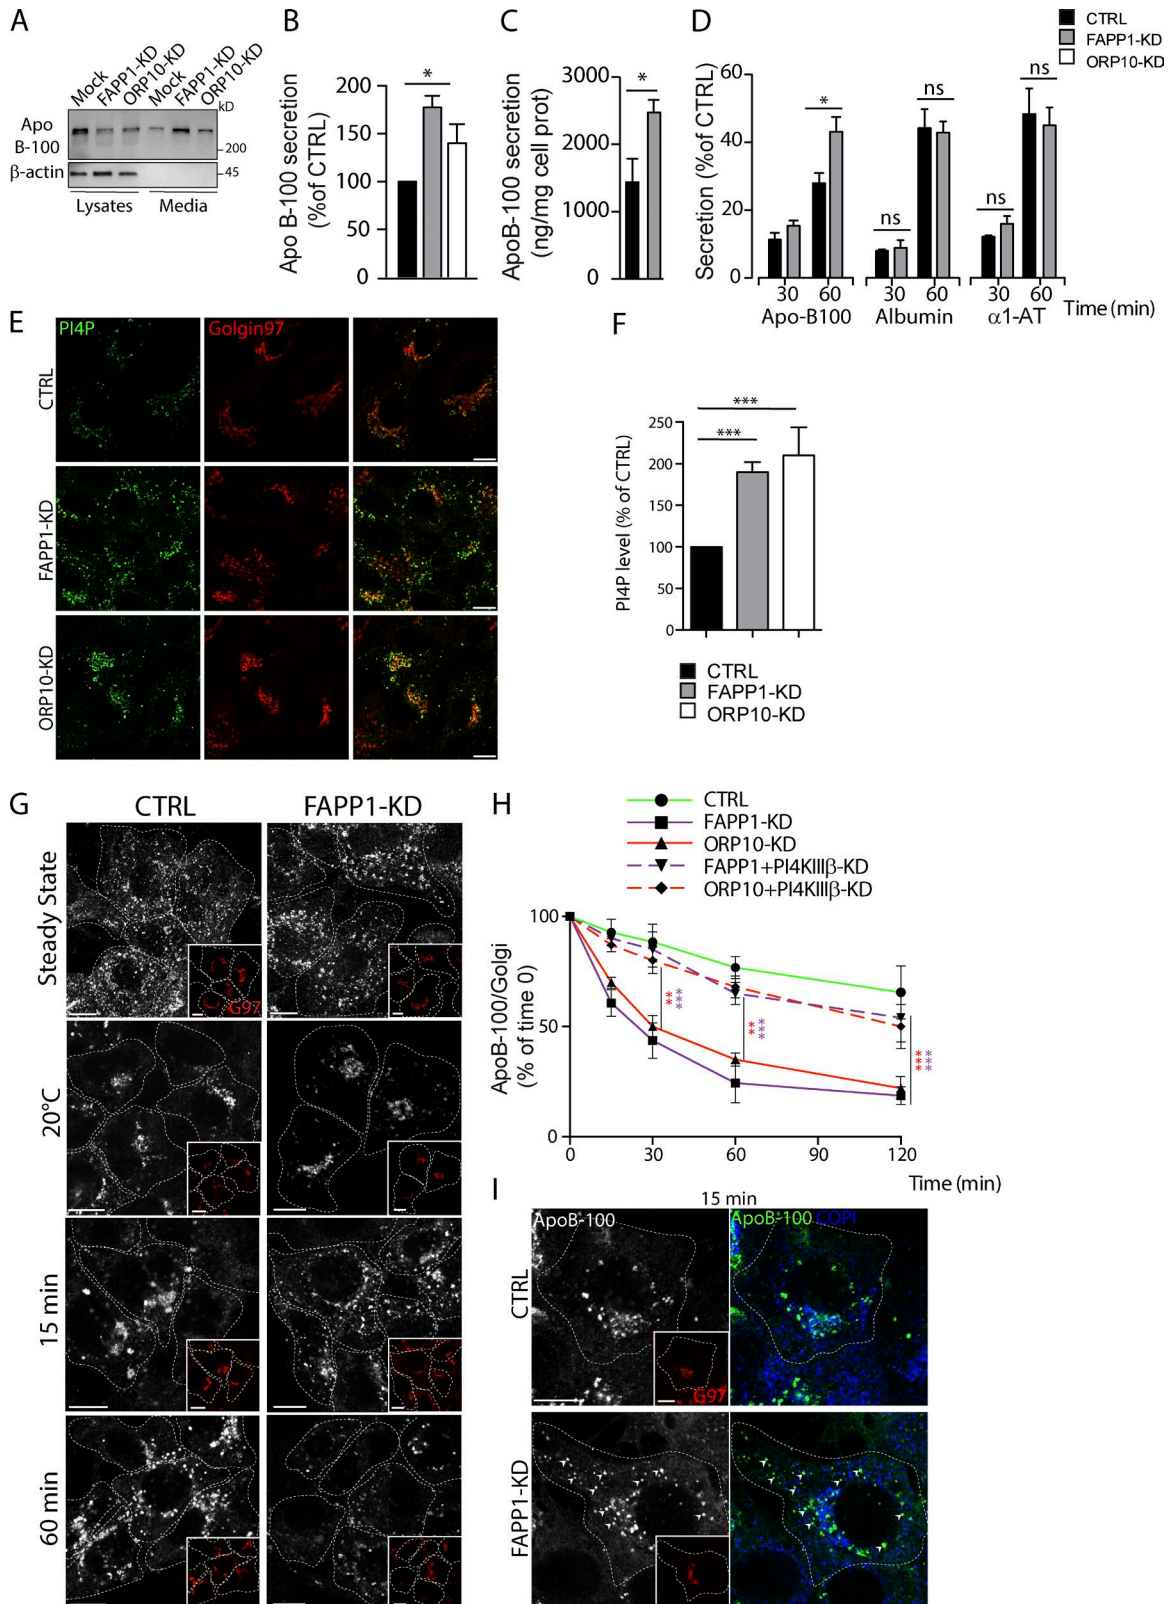 A
Mock
FAPP1-KD
ORP10-KD
Mock
FAPP1-KD
ORP10-KD
kD
Apo
B-100
200
β-actin
45
Lysates
Media
B
Apo B-100 secretion
(%of CTRL)
200
150
100
50
0
*
C
ApoB-100 secretion
(ng/mg cell prot)
3000
2000
1000
0
*
D
CTRL
FAPP1-KD
ORP10-KD
Secretion (%of CTRL)
60
40
20
0
*
ns
ns
ns
ns
ns
30 60 30 60 30 60
Time (min)
Apo-B100 Albumin α1-AT
E
PI4P
Golgin97
CTRL
FAPP1-KD
ORP10-KD
F
PI4P level (% of CTRL)
250
200
150
100
50
0
***
***
CTRL
FAPP1-KD
ORP10-KD
G
CTRL
FAPP1-KD
Steady State
G97
20°C
15 min
60 min
H
CTRL
FAPP1-KD
ORP10-KD
FAPP1+PI4KIIIβ-KD
ORP10+PI4KIIIβ-KD
ApoB-100/Golgi
(% of time 0)
100
50
0
**
***
**
***
***
***
0 30 60 90 120
Time (min)
I
15 min
ApoB-100
ApoB-100 COPI
CTRL
G97
FAPP1-KD